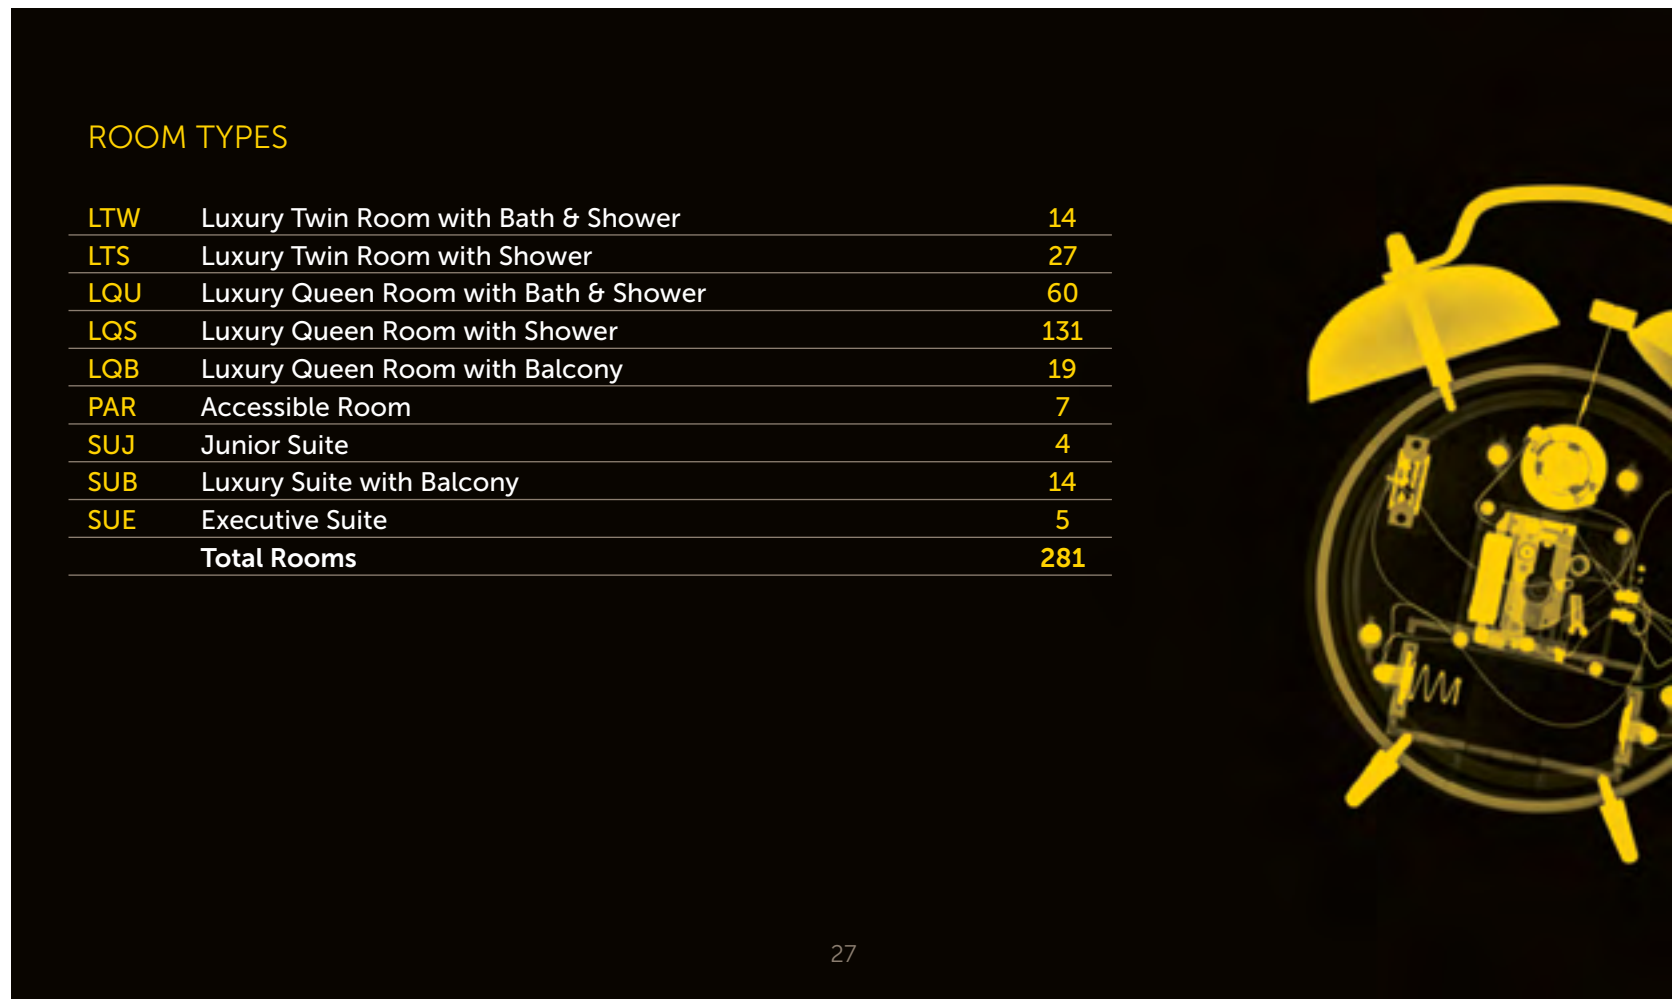 ROOM TYPES
LTW Luxury Twin Room with Bath & Shower 14
LTS Luxury Twin Room with Shower 27
LQU Luxury Queen Room with Bath & Shower 60
LQS Luxury Queen Room with Shower 131
LQB Luxury Queen Room with Balcony 19
PAR Accessible Room 7
SUJ Junior Suite 4
SUB Luxury Suite with Balcony 14
SUE Executive Suite 5
Total Rooms 281
27